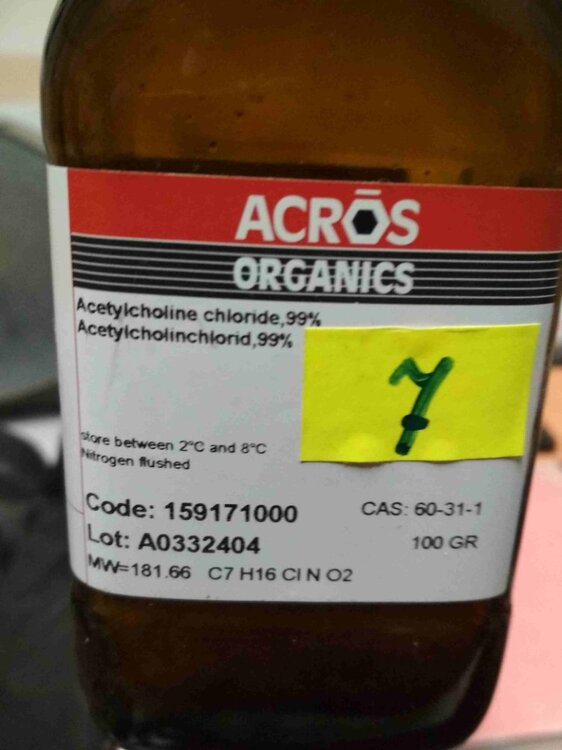 ACRŌS
ORGANICS
Acetylcholine chloride,99%
Acetylcholinchlorid,99%
7
store between 2°C and 8°C
Nitrogen flushed
Code: 159171000
CAS: 60-31-1
Lot: A0332404
100 GR
MW=181.66 C7 H16 Cl N O2